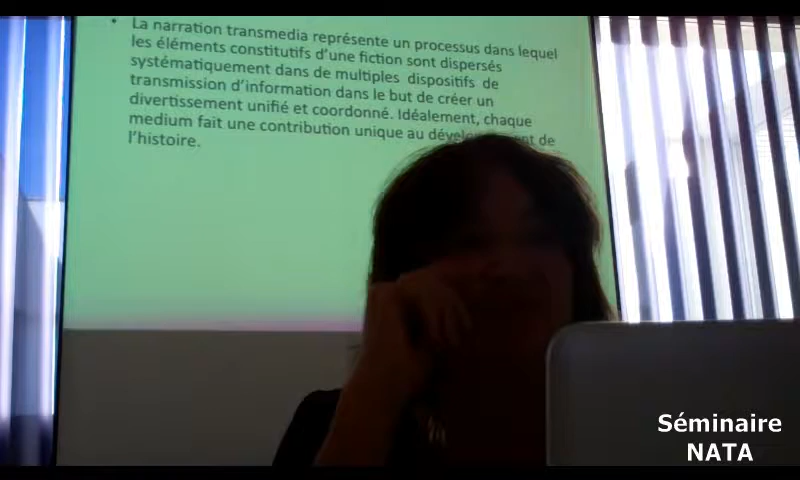 • La narration transmedia représente un processus dans lequel
les éléments constitutifs d'une fiction sont dispersés
systématiquement dans de multiples dispositifs de
transmission d'information dans le but de créer un
divertissement unifié et coordonné. Idéalement, chaque
medium fait une contribution unique au de
l'histoire.
Séminaire
NATA